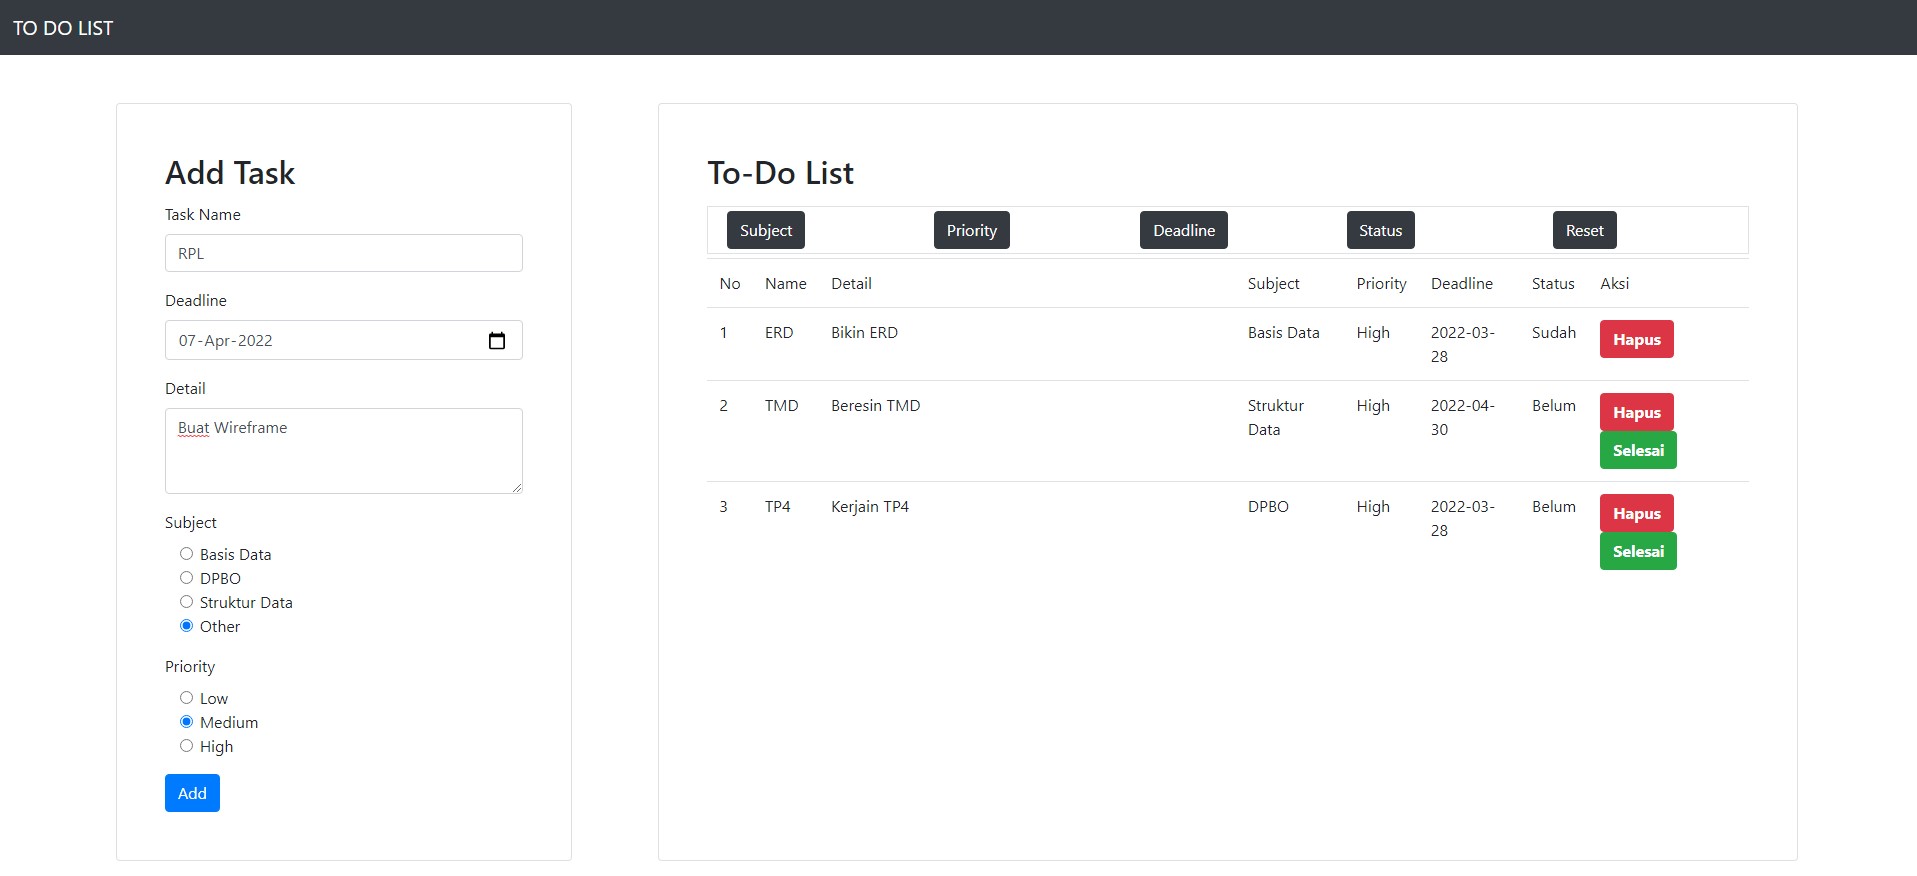 TO DO LIST
Add Task
Task Name
RPL
Deadline
07-Apr-2022
Detail
Buat Wireframe
Subject
Basis Data
DPBO
Struktur Data
Other
Priority
Low
Medium
High
Add
To-Do List
Subject Priority Deadline Status Reset
No Name Detail Subject Priority Deadline Status Aksi
1 ERD Bikin ERD Basis Data High 2022-03- Sudah Hapus
28
2 TMD Beresin TMD Struktur High 2022-04- Belum Hapus
Data 30 Selesai
3 TP4 Kerjain TP4 DPBO High 2022-03- Belum Hapus
28 Selesai